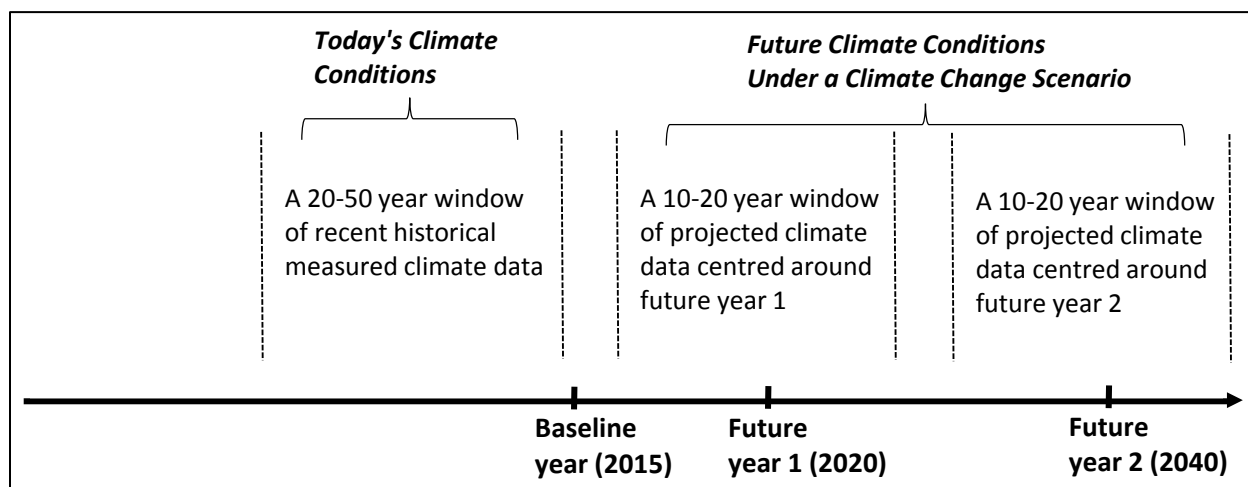 Today's Climate
Conditions
Future Climate Conditions
Under a Climate Change Scenario
A 20-50 year window
of recent historical
measured climate data
A 10-20 year window
of projected climate
data centred around
future year 1
A 10-20 year window
of projected climate
data centred around
future year 2
Baseline
year (2015)
Future
year 1 (2020)
Future
year 2 (2040)